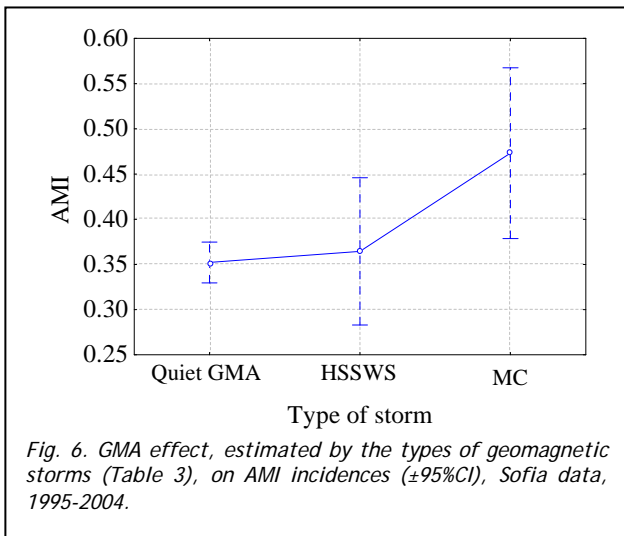 0.60
0.55
0.50
0.45
AMI
0.40
0.35
0.30
0.25
Quiet GMA HSSWS MC
Type of storm
Fig. 6. GMA effect, estimated by the types of geomagnetic
storms (Table 3), on AMI incidences (±95%CI), Sofia data,
1995-2004.